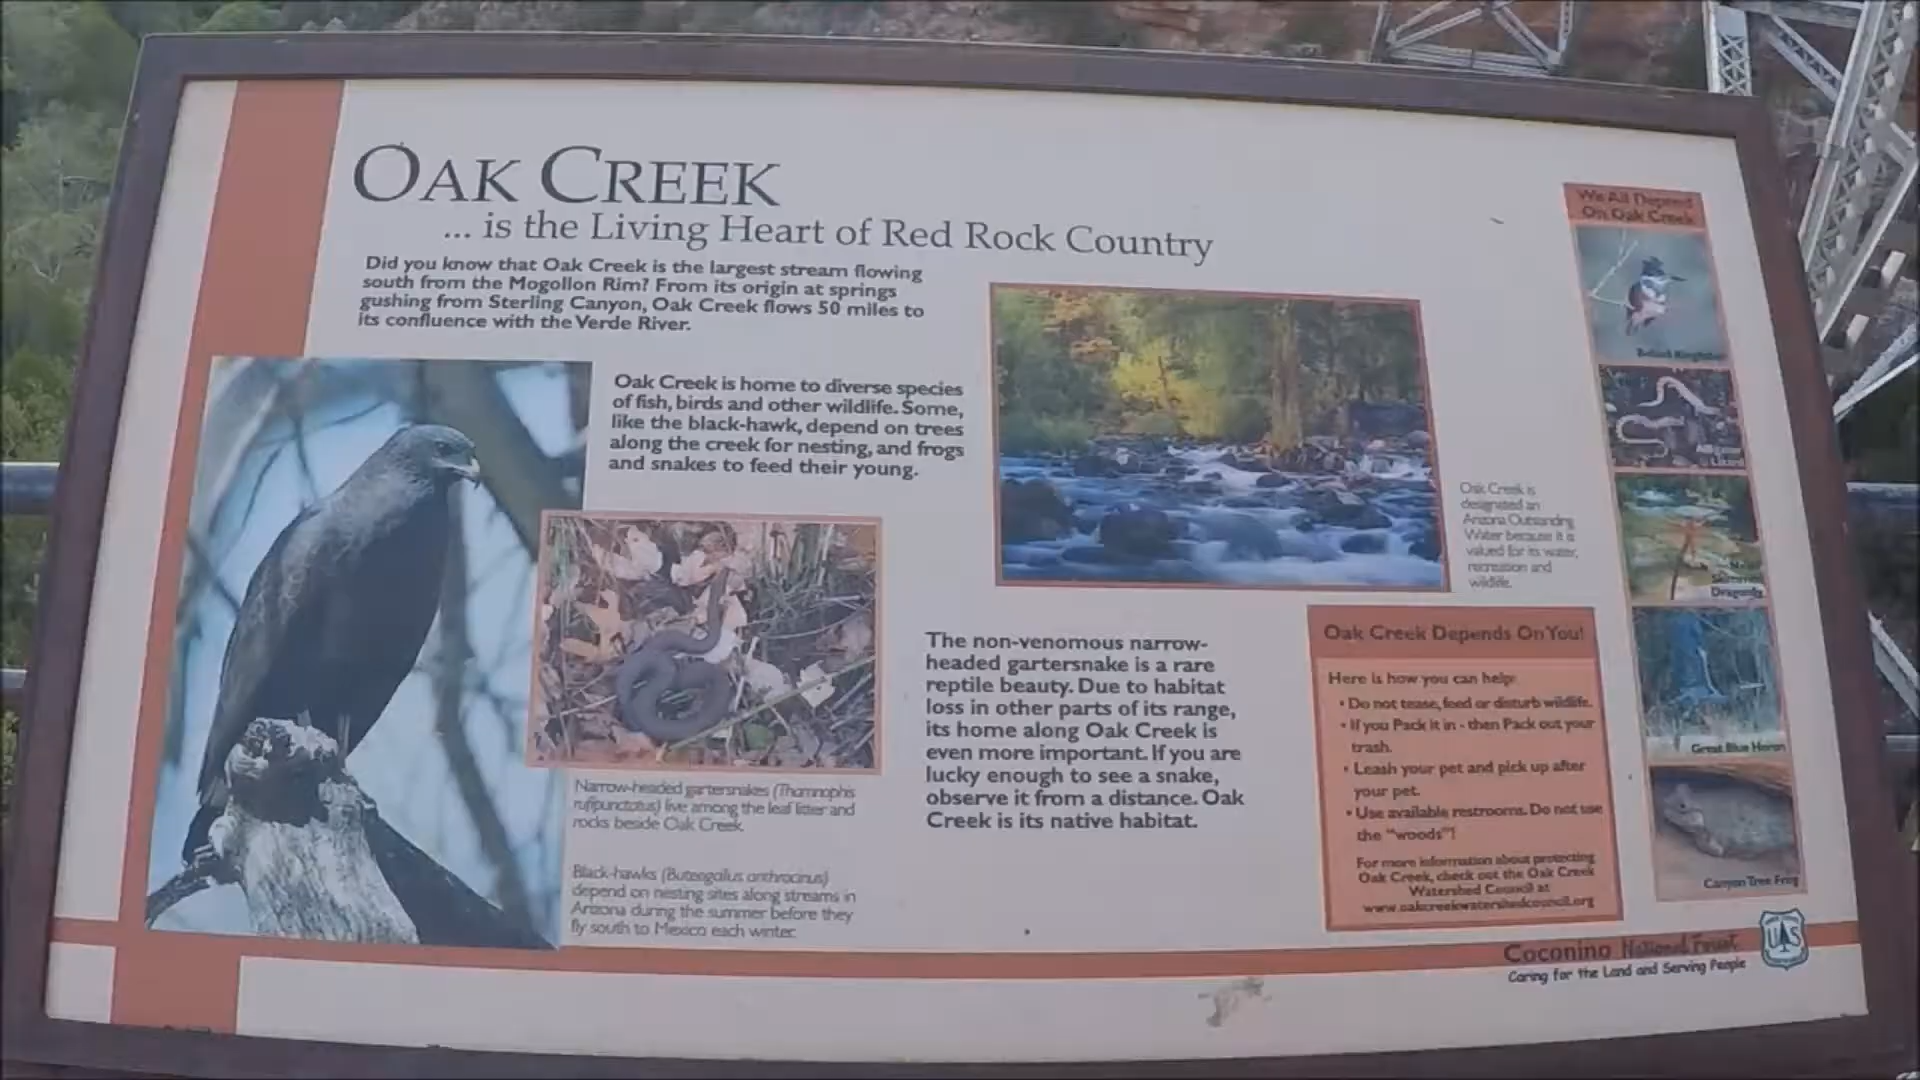 OAK CREEK
... is the Living Heart of Red Rock Country
Did you know that Oak Creek is the largest stream flowing
south from the Mogollon Rim? From its origin at springs
gushing from Sterling Canyon, Oak Creek flows 50 miles to
its confluence with the Verde River.
Oak Creek is home to diverse species
of fish, birds and other wildlife. Some,
like the black-hawk, depend on trees
along the creek for nesting, and frogs
and snakes to feed their young.
Narrow-headed gartersnakes (Thamnophis
rufipunctatus) live among the leaf litter and
rocks beside Oak Creek.
Black-hawks (Buteogallus anthracinus)
depend on nesting sites along streams in
Arizona during the summer before they
fly south to Mexico each winter.
The non-venomous narrow-
headed gartersnake is a rare
reptile beauty. Due to habitat
loss in other parts of its range,
its home along Oak Creek is
even more important. If you are
lucky enough to see a snake,
observe it from a distance. Oak
Creek is its native habitat.
Oak Creek is
designated an
Arizona Outstanding
Water because it is
valued for its water,
recreation and
wildlife.
Oak Creek Depends On You!
Here is how you can help:
• Do not tease, feed or disturb wildlife.
• If you Pack it in - then Pack out your
trash.
• Leash your pet and pick up after
your pet.
• Use available restrooms. Do not use
the "woods"!
For more information about protecting
Oak Creek, check out the Oak Creek
Watershed Council at
www.oakcreekwatershedcouncil.org
We All Depend
On Oak Creek
Belted Kingfisher
Alligator
Lizard
Skimmer
Dragonfly
Great Blue Heron
Canyon Tree Frog
Coconino National Forest
Caring for the Land and Serving People
UAS